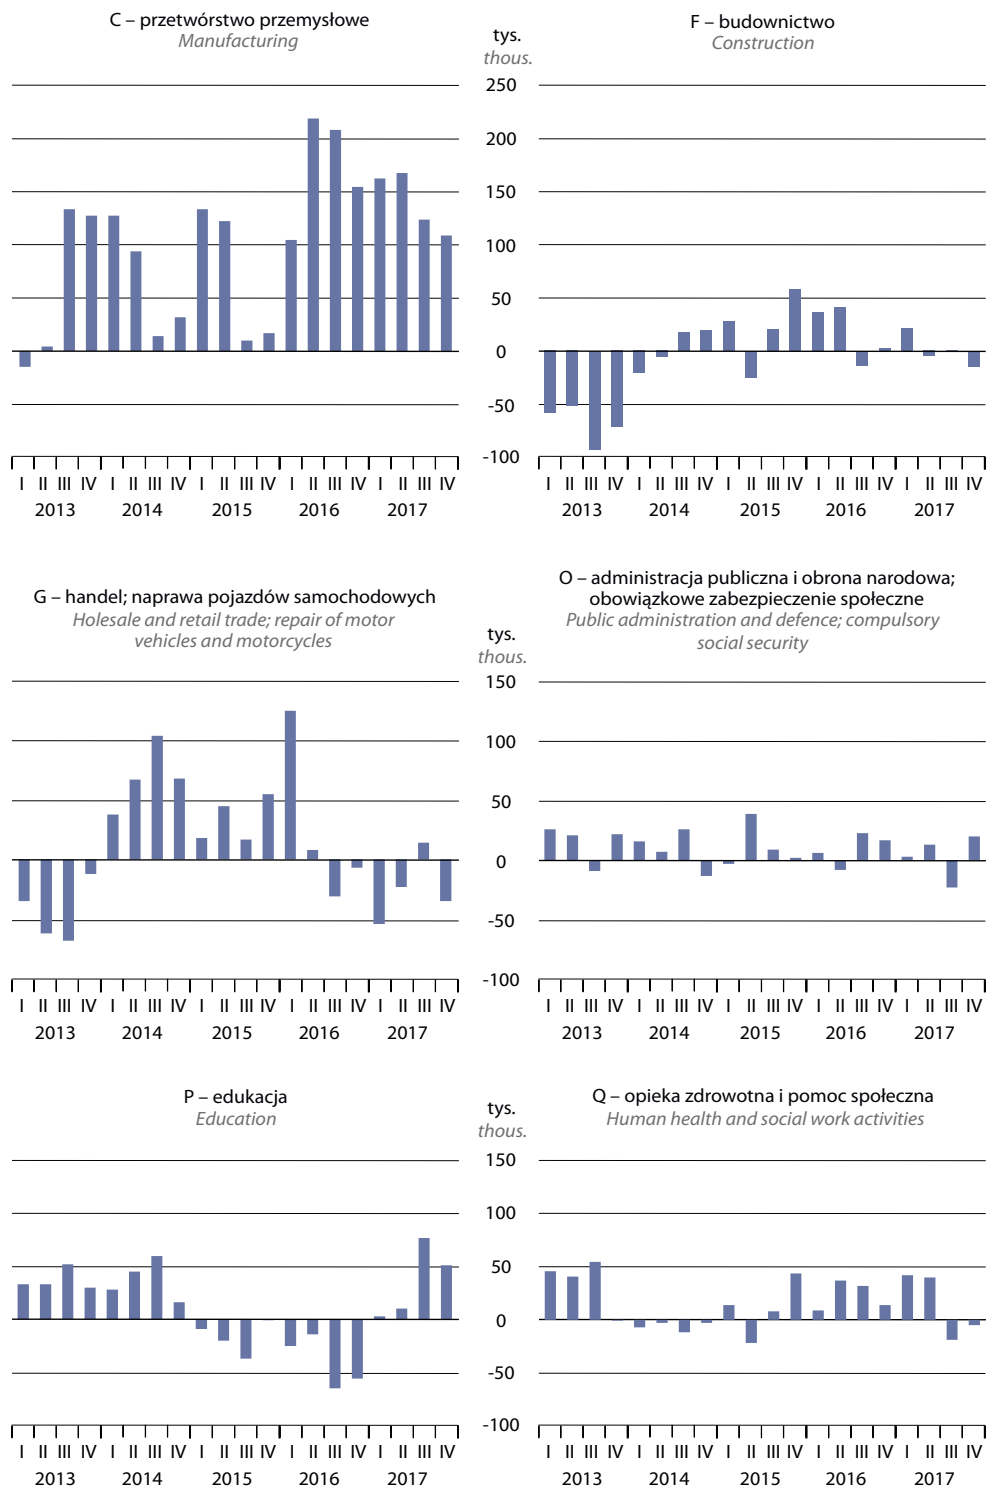 C – przetwórstwo przemysłowe
Manufacturing
tys.
thous.
F – budownictwo
Construction
250
200
150
100
50
0
-50
-100
I II III IV I II III IV I II III IV I II III IV I II III IV
2013 2014 2015 2016 2017
I II III IV I II III IV I II III IV I II III IV I II III IV
2013 2014 2015 2016 2017
G – handel; naprawa pojazdów samochodowych
Holesale and retail trade; repair of motor
vehicles and motorcycles
tys.
thous.
O – administracja publiczna i obrona narodowa;
obowiązkowe zabezpieczenie społeczne
Public administration and defence; compulsory
social security
150
100
50
0
-50
-100
I II III IV I II III IV I II III IV I II III IV I II III IV
2013 2014 2015 2016 2017
I II III IV I II III IV I II III IV I II III IV I II III IV
2013 2014 2015 2016 2017
P – edukacja
Education
tys.
thous.
Q – opieka zdrowotna i pomoc społeczna
Human health and social work activities
150
100
50
0
-50
-100
I II III IV I II III IV I II III IV I II III IV I II III IV
2013 2014 2015 2016 2017
I II III IV I II III IV I II III IV I II III IV I II III IV
2013 2014 2015 2016 2017